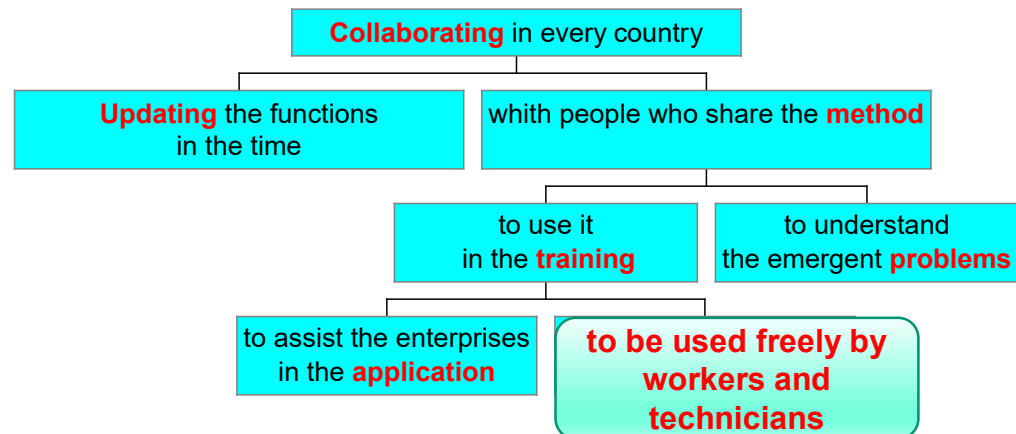 Collaborating in every country
Updating the functions
in the time
whith people who share the method
to use it
in the training
to understand
the emergent problems
to assist the enterprises
in the application
to be used freely by
workers and
technicians